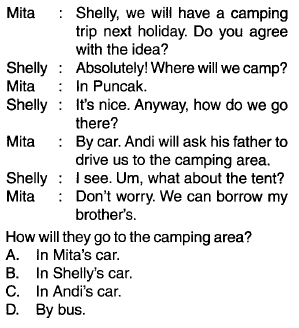 Mita : Shelly, we will have a camping
trip next holiday. Do you agree
with the idea?
Shelly : Absolutely! Where will we camp?
Mita : In Puncak.
Shelly : It's nice. Anyway, how do we go
there?
Mita : By car. Andi will ask his father to
drive us to the camping area.
Shelly : I see. Um, what about the tent?
Mita : Don't worry. We can borrow my
brother's.
How will they go to the camping area?
A. In Mita's car.
B. In Shelly's car.
C. In Andi's car.
D. By bus.